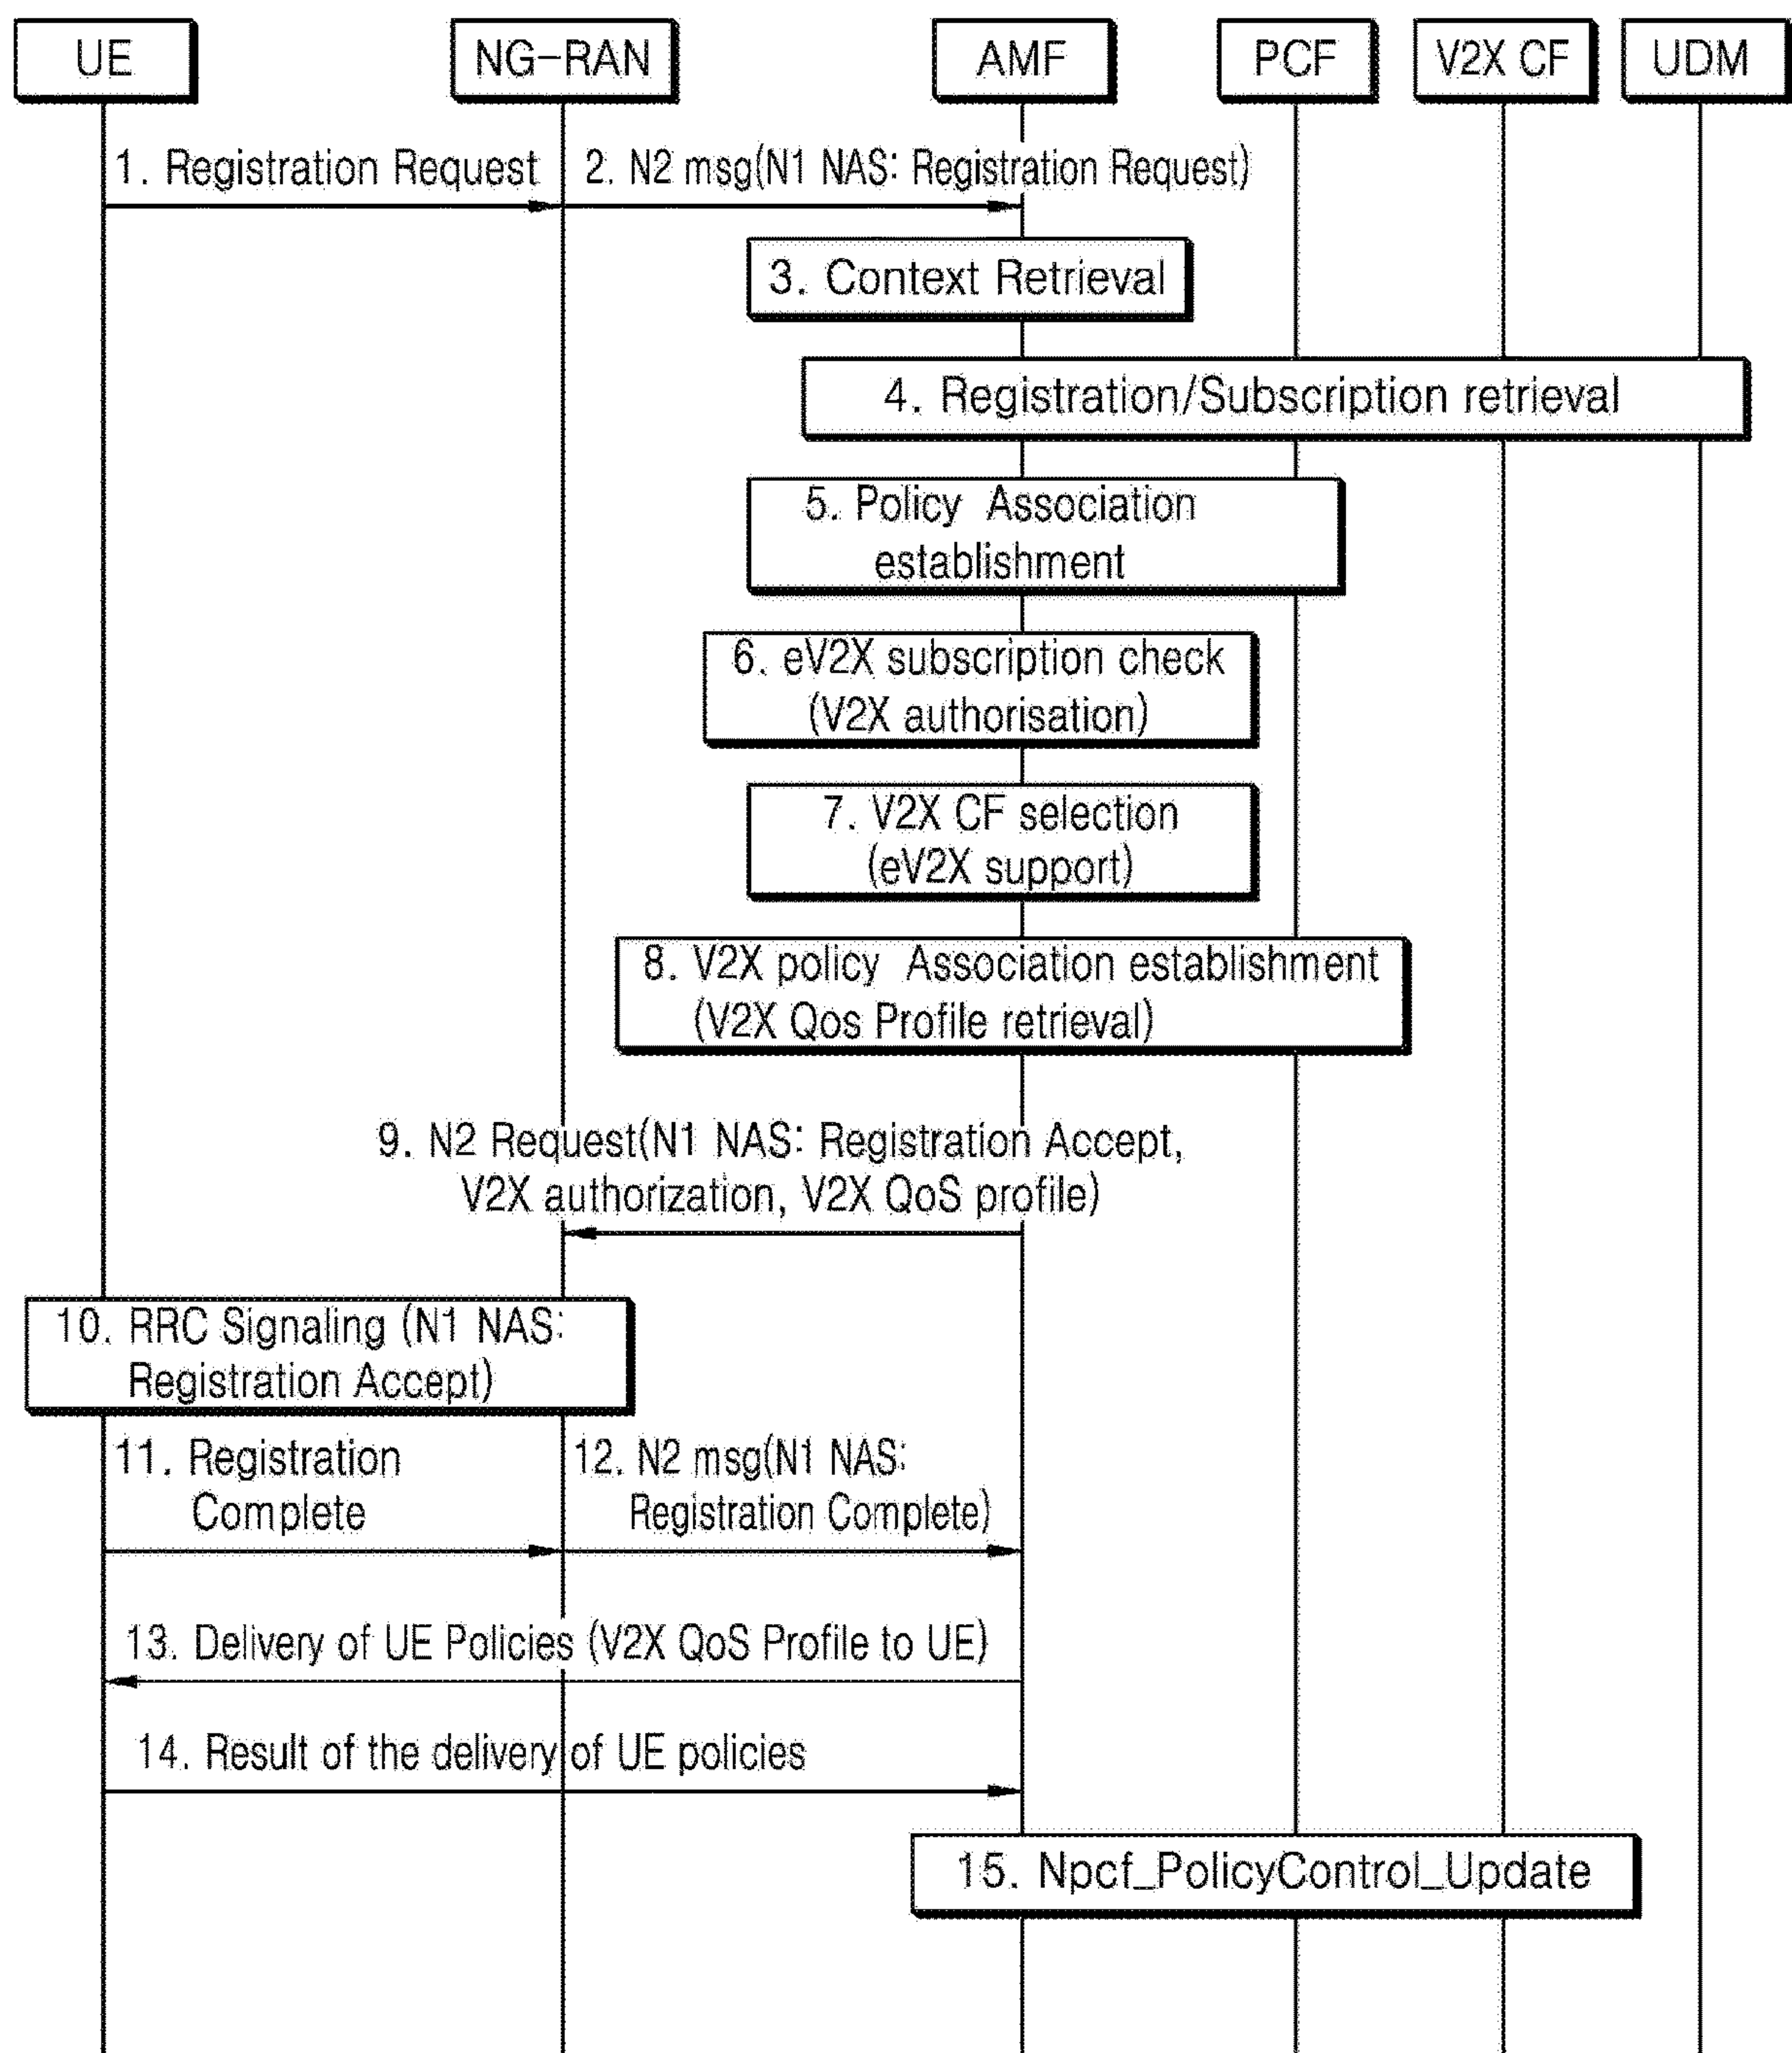 UE
NG-RAN
AMF
PCF
V2X CF
UDM
1. Registration Request
2. N2 msg(N1 NAS: Registration Request)
3. Context Retrieval
4. Registration/Subscription retrieval
5. Policy Association
establishment
6. eV2X subscription check
(V2X authorisation)
7. V2X CF selection
(eV2X support)
8. V2X policy Association establishment
(V2X Qos Profile retrieval)
9. N2 Request(N1 NAS: Registration Accept,
V2X authorization, V2X QoS profile)
10. RRC Signaling (N1 NAS:
Registration Accept)
11. Registration
Complete
12. N2 msg(N1 NAS:
Registration Complete)
13. Delivery of UE Policies (V2X QoS Profile to UE)
14. Result of the delivery of UE policies
15. Npcf_PolicyControl_Update